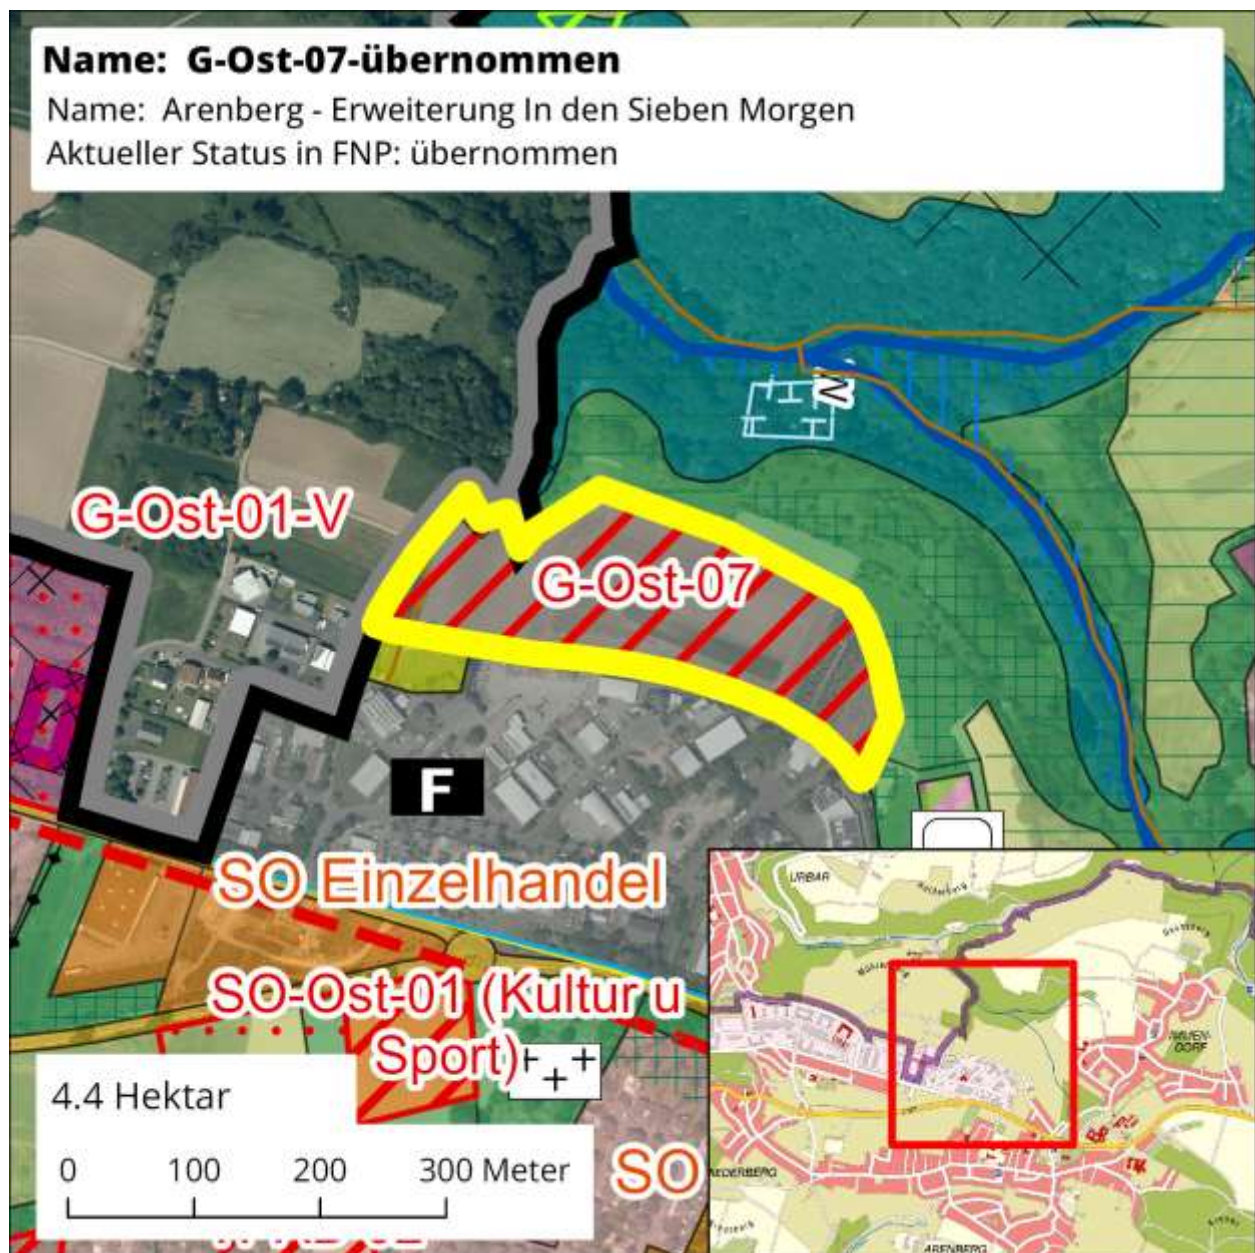 Name: G-Ost-07-übernommen
Name: Arenberg - Erweiterung In den Sieben Morgen
Aktueller Status in FNP: übernommen
N
G-Ost-01-V
G-Ost-07
F
SO Einzelhandel
SO-Ost-01 (Kultur u
Sport)
4.4 Hektar
0 100 200 300 Meter
SO
URBAR
NIEDERBERG
ARENBERG